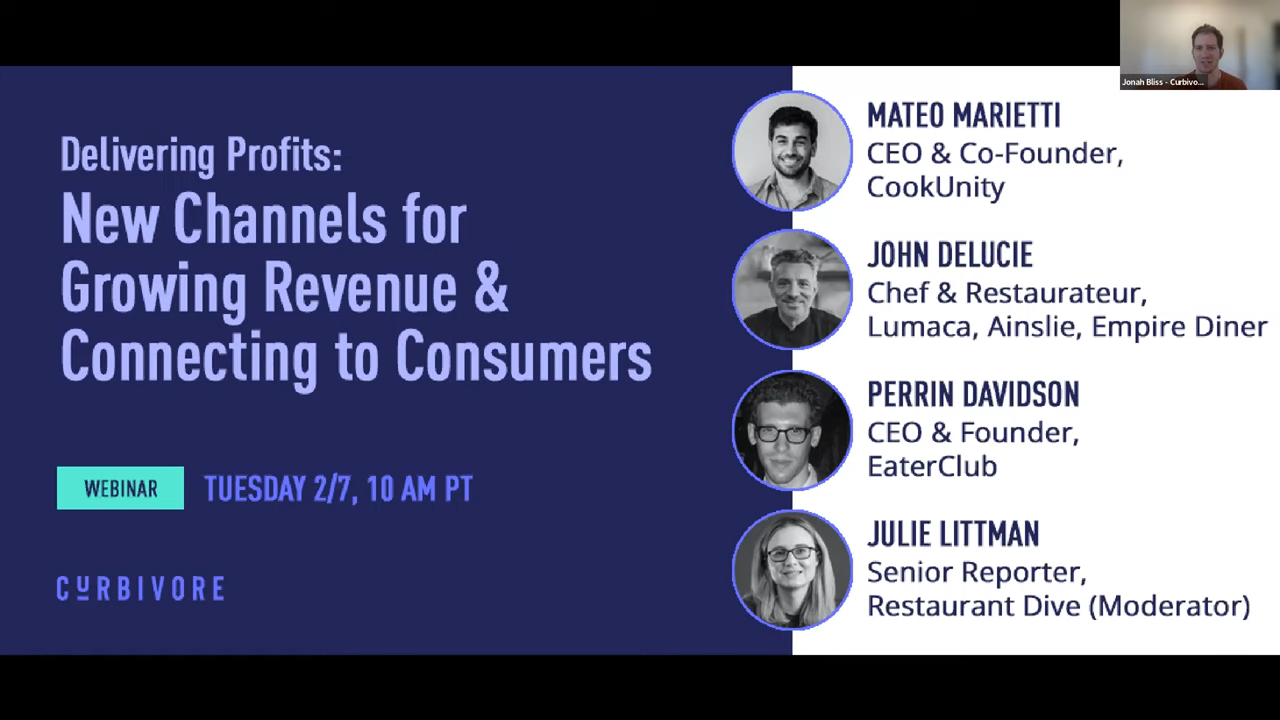 Delivering Profits:
New Channels for
Growing Revenue &
Connecting to Consumers
WEBINAR
TUESDAY 2/7, 10 AM PT
CURBIVORE
MATEO MARIETTI
CEO & Co-Founder,
CookUnity
JOHN DELUCIE
Chef & Restaurateur,
Lumaca, Ainslie, Empire Diner
PERRIN DAVIDSON
CEO & Founder,
EaterClub
JULIE LITTMAN
Senior Reporter,
Restaurant Dive (Moderator)
Jonah Bliss - Curbivo...